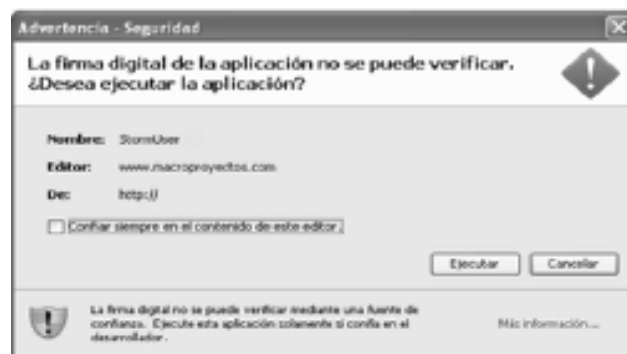 Advertencia - Seguridad
La firma digital de la aplicación no se puede verificar.
¿Desea ejecutar la aplicación?
Nombre: StormUser
Editor: www.macroproyectos.com
De: http://
Confiar siempre en el contenido de este editor.
Ejecutar Cancelar
La firma digital no se puede verificar mediante una fuente de
confianza. Ejecute esta aplicación solamente si confía en el
desarrollador.
Más información...